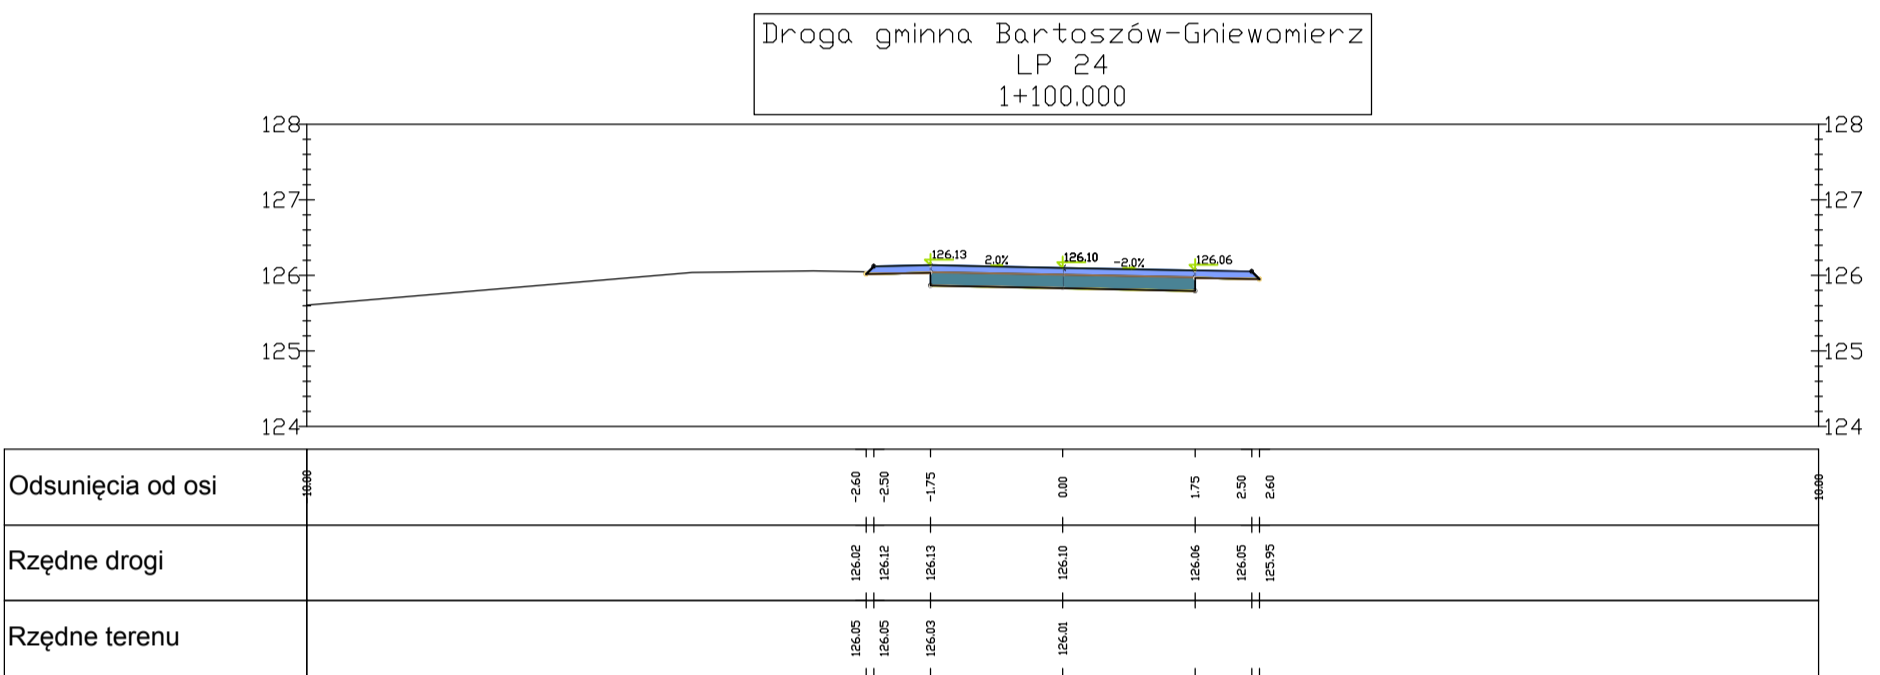 Droga gminna Bartoszów-Gniewomierz
LP 24
1+100.000
128 128
127 127
126.13 2.0% 126.10 -2.0% 126.06
126 126
125 125
124 124
Odsunięcia od osi 10.00 -2.60 -2.50 -1.75 0.00 1.75 2.50 2.60 10.00
Rzędne drogi 126.02 126.12 126.13 126.10 126.06 126.05 125.95
Rzędne terenu 126.05 126.05 126.03 126.01